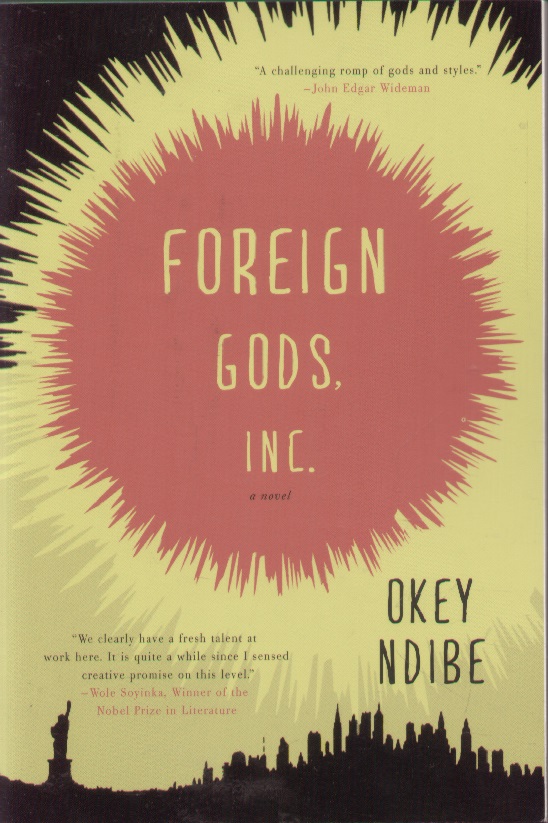 “A challenging romp of gods and styles.”
–John Edgar Wideman
FOREIGN
GODS,
INC.
a novel
OKEY
NDIBE
“We clearly have a fresh talent at
work here. It is quite a while since I sensed
creative promise on this level.”
–Wole Soyinka, Winner of the
Nobel Prize in Literature